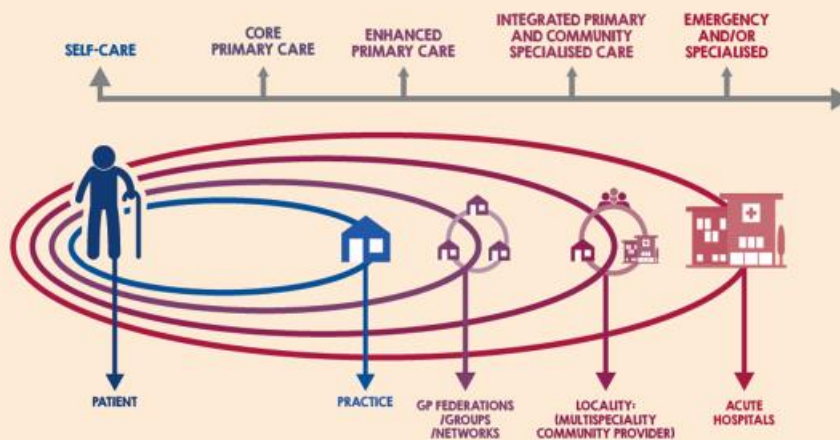 SELF-CARE
CORE
PRIMARY CARE
ENHANCED
PRIMARY CARE
INTEGRATED PRIMARY
AND COMMUNITY
SPECIALISED CARE
EMERGENCY
AND/OR
SPECIALISED
PATIENT
PRACTICE
GP FEDERATIONS
/GROUPS
/NETWORKS
LOCALITY:
(MULTISPECIALITY
COMMUNITY PROVIDER)
ACUTE
HOSPITALS